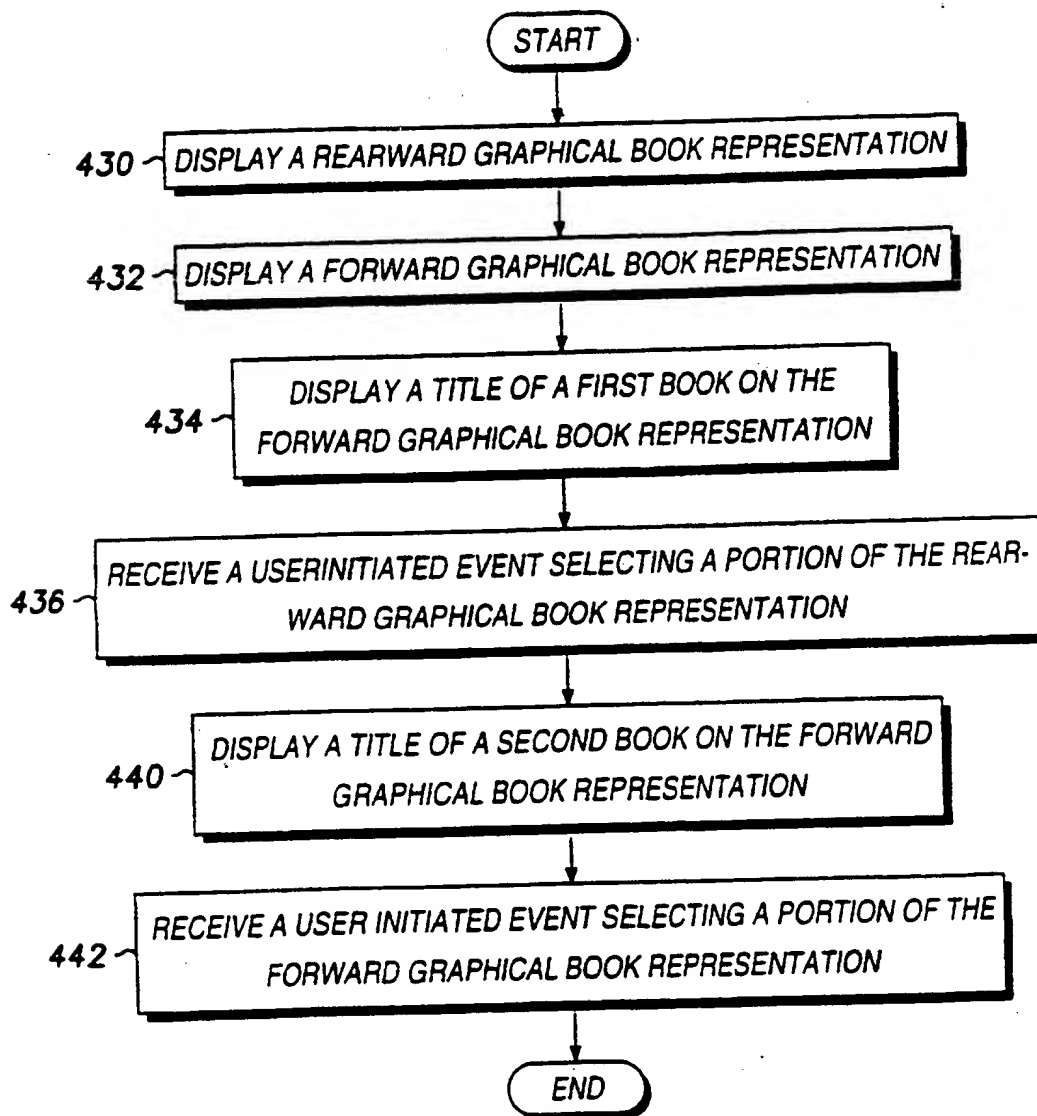 START
430 DISPLAY A REARWARD GRAPHICAL BOOK REPRESENTATION
432 DISPLAY A FORWARD GRAPHICAL BOOK REPRESENTATION
DISPLAY A TITLE OF A FIRST BOOK ON THE
434 FORWARD GRAPHICAL BOOK REPRESENTATION
RECEIVE A USERINITIATED EVENT SELECTING A PORTION OF THE REAR-
436 WARD GRAPHICAL BOOK REPRESENTATION
DISPLAY A TITLE OF A SECOND BOOK ON THE FORWARD
440 GRAPHICAL BOOK REPRESENTATION
RECEIVE A USER INITIATED EVENT SELECTING A PORTION OF THE
442 FORWARD GRAPHICAL BOOK REPRESENTATION
END